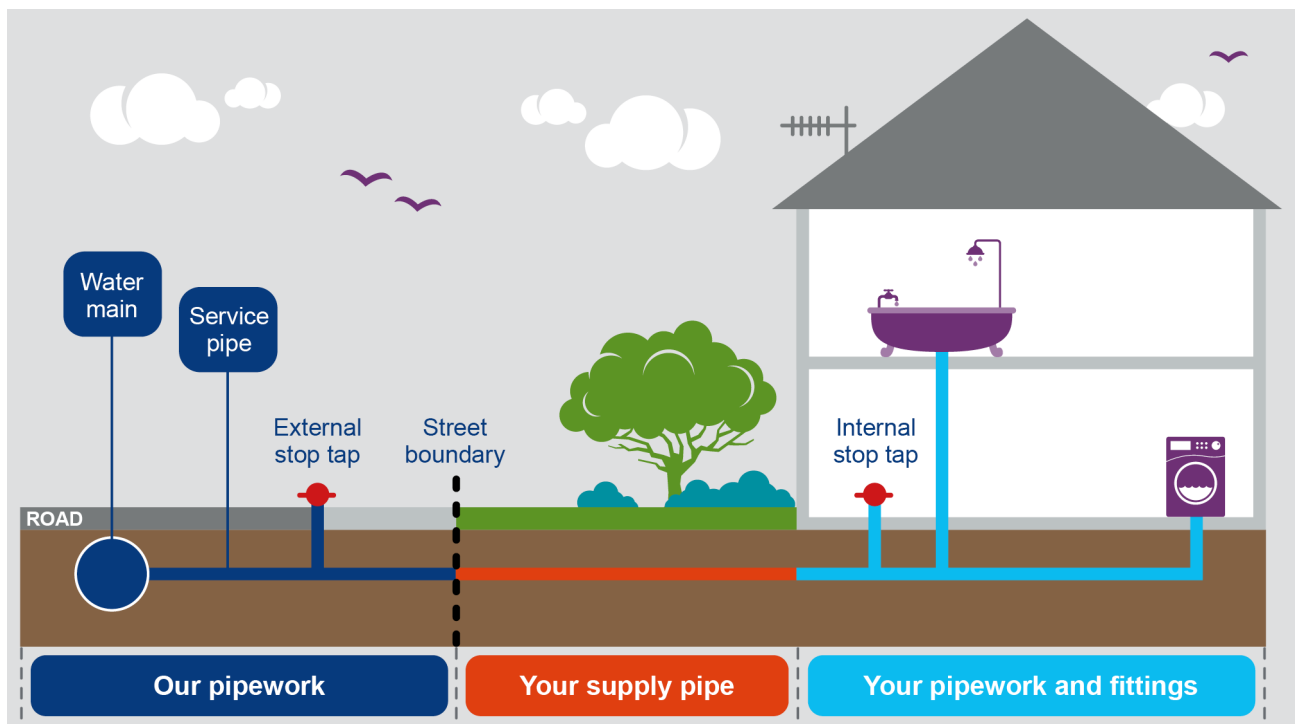 Water
main
Service
pipe
External
stop tap
Street
boundary
Internal
stop tap
ROAD
Our pipework
Your supply pipe
Your pipework and fittings